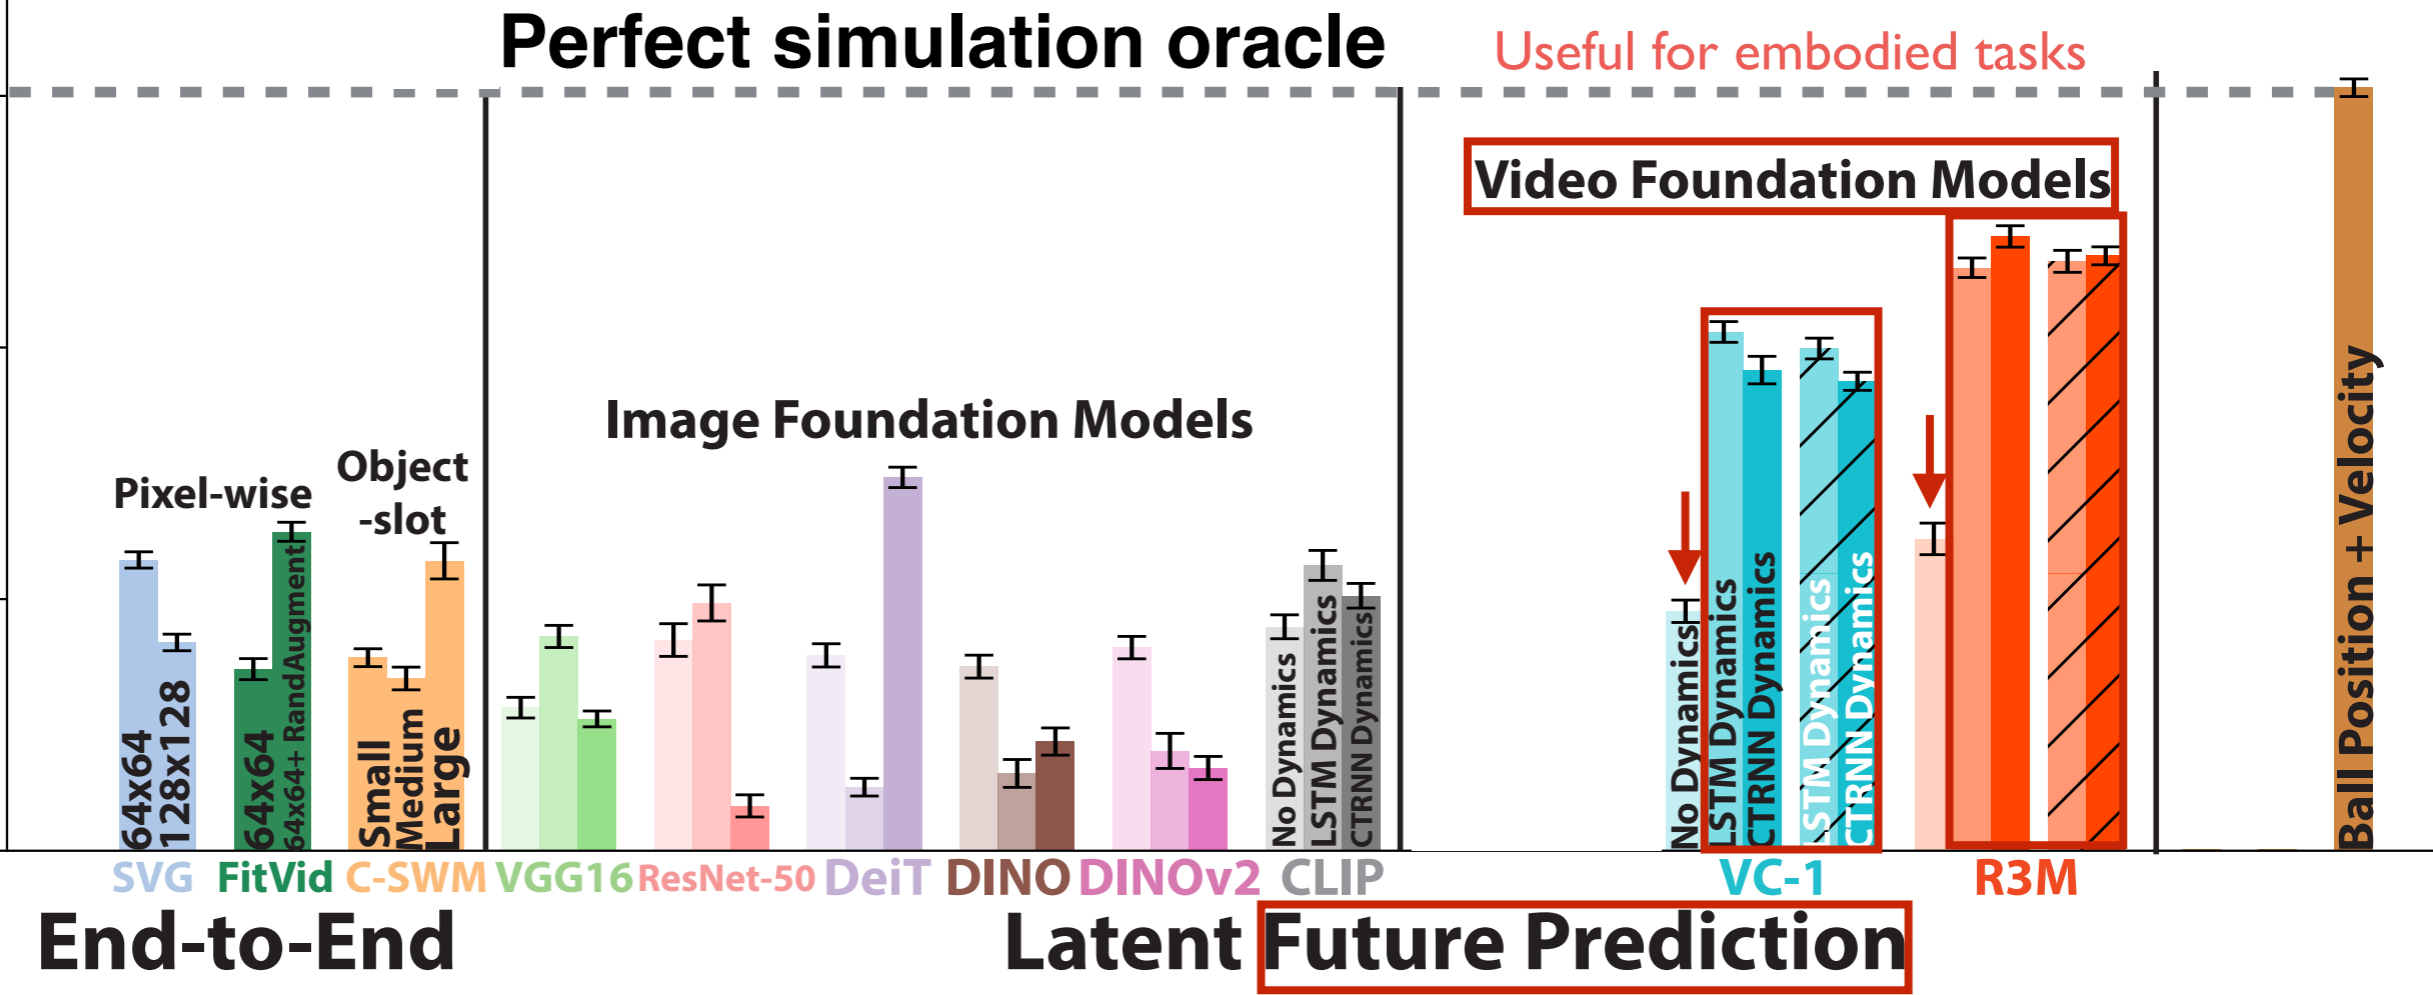 Perfect simulation oracle
Useful for embodied tasks
Video Foundation Models
Image Foundation Models
Pixel-wise
Object
-slot
64x64
128x128
64x64
64x64+ RandAugment
Small
Medium
Large
No Dynamics
LSTM Dynamics
CTRNN Dynamics
No Dynamics
LSTM Dynamics
CTRNN Dynamics
LSTM Dynamics
CTRNN Dynamics
Ball Position + Velocity
SVG FitVid C-SWM VGG16 ResNet-50 DeiT DINO DINOv2 CLIP VC-1 R3M
End-to-End
Latent Future Prediction